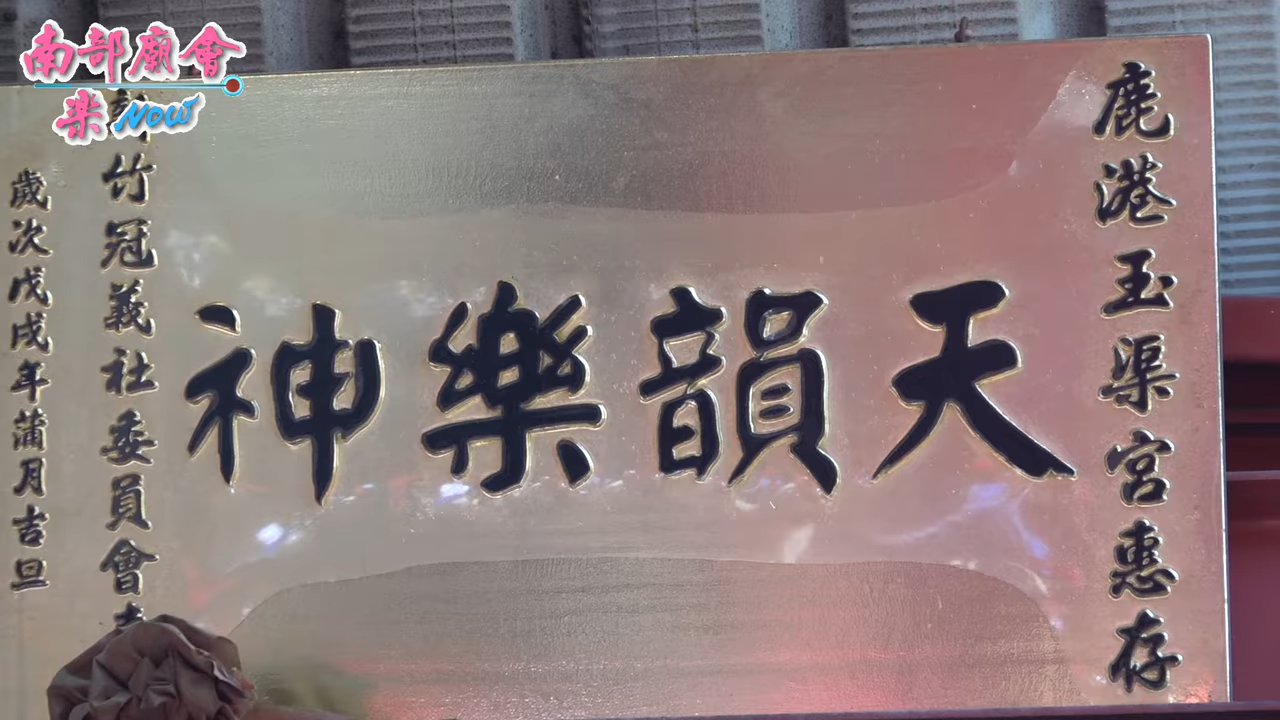 南部廟會
楽NOW
鹿港玉渠宮惠存
天韻樂神
竹冠義社委員會
歲次戊戌年蒲月吉旦